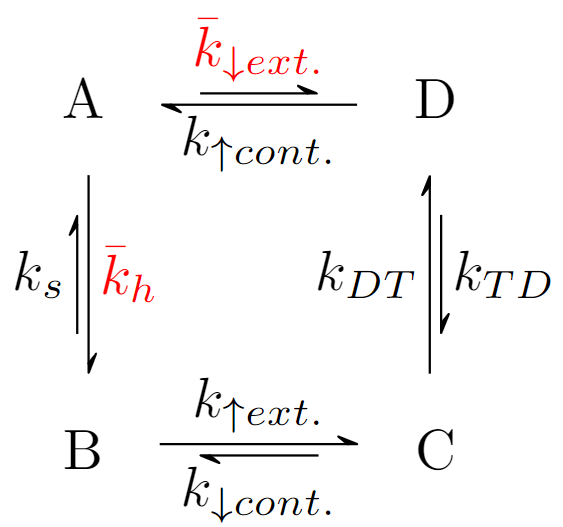 k̄↓ext.
A D
k↑cont.
ks k̄h kDT kTD
k↑ext.
B C
k↓cont.